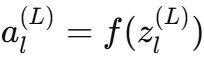 a_l^{(L)} = f(z_l^{(L)})